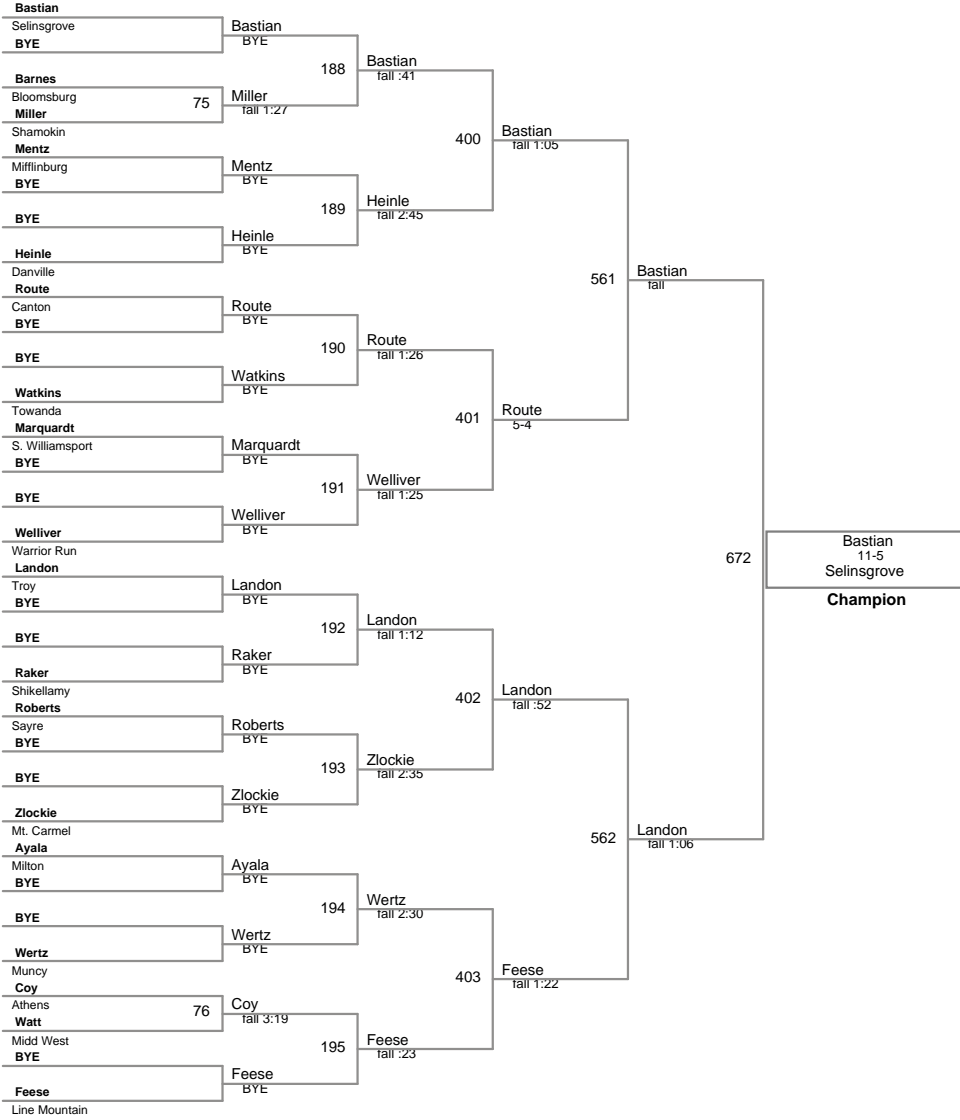 Bastian
Selinsgrove
BYE
Barnes
Bloomsburg
Miller
Shamokin
Mentz
Mifflinburg
BYE
BYE
Heinle
Danville
Route
Canton
BYE
BYE
Watkins
Towanda
Marquardt
S. Williamsport
BYE
BYE
Welliver
Warrior Run
Landon
Troy
BYE
BYE
Raker
Shikellamy
Roberts
Sayre
BYE
BYE
Zlockie
Mt. Carmel
Ayala
Milton
BYE
BYE
Wertz
Muncy
Coy
Athens
Watt
Midd West
BYE
BYE
Feese
Line Mountain
Bastian
BYE
75
Miller
fall 1:27
Mentz
BYE
Heinle
BYE
Route
BYE
Watkins
BYE
Marquardt
BYE
Welliver
BYE
Landon
BYE
Raker
BYE
Roberts
BYE
Zlockie
BYE
Ayala
BYE
Wertz
BYE
76
Coy
fall 3:19
Feese
BYE
188
Bastian
fall :41
189
Heinle
fall 2:45
190
Route
fall 1:26
191
Welliver
fall 1:25
192
Landon
fall 1:12
193
Zlockie
fall 2:35
194
Wertz
fall 2:30
195
Feese
fall :23
400
Bastian
fall 1:05
401
Route
5-4
402
Landon
fall :52
403
Feese
fall 1:22
561
Bastian
fall
562
Landon
fall 1:06
672
Bastian
11-5
Selinsgrove
Champion